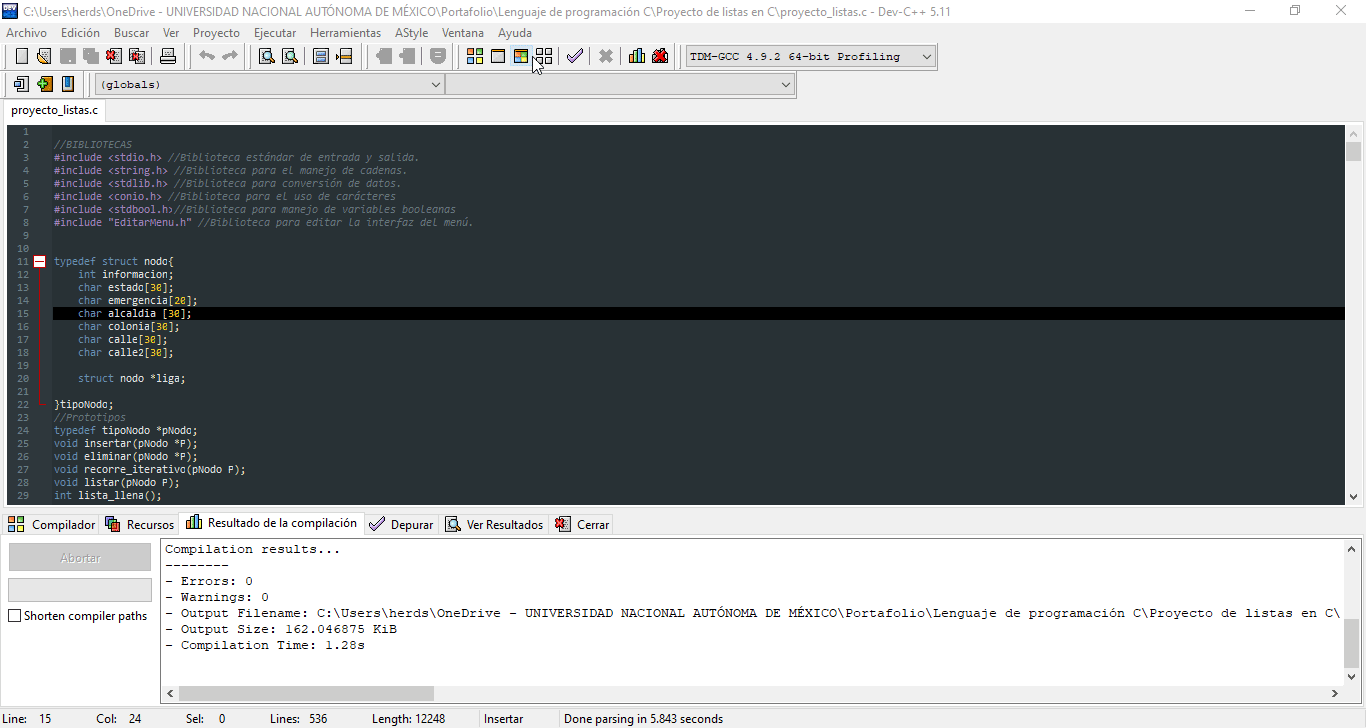 C:\Users\herds\OneDrive - UNIVERSIDAD NACIONAL AUTÓNOMA DE MÉXICO\Portafolio\Lenguaje de programación C\Proyecto de listas en C\proyecto_listas.c - Dev-C++ 5.11
Archivo Edición Buscar Ver Proyecto Ejecutar Herramientas AStyle Ventana Ayuda
TDM-GCC 4.9.2 64-bit Profiling
(globals)
proyecto_listas.c
1
2 //BIBLIOTECAS
3 #include <stdio.h> //Biblioteca estándar de entrada y salida.
4 #include <string.h> //Biblioteca para el manejo de cadenas.
5 #include <stdlib.h> //Biblioteca para conversión de datos.
6 #include <conio.h> //Biblioteca para el uso de carácteres
7 #include <stdbool.h>//Biblioteca para manejo de variables booleanas
8 #include "EditarMenu.h" //Biblioteca para editar la interfaz del menú.
9
10
11 typedef struct nodo{
12 int informacion;
13 char estado[30];
14 char emergencia[20];
15 char alcaldia [30];
16 char colonia[30];
17 char calle[30];
18 char calle2[30];
19
20 struct nodo *liga;
21
22 }tipoNodo;
23 //Prototipos
24 typedef tipoNodo *pNodo;
25 void insertar(pNodo *P);
26 void eliminar(pNodo *P);
27 void recorre_iterativo(pNodo P);
28 void listar(pNodo P);
29 int lista_llena();
Compilador Recursos Resultado de la compilación Depurar Ver Resultados Cerrar
Abortar
Shorten compiler paths
Compilation results...
--------
- Errors: 0
- Warnings: 0
- Output Filename: C:\Users\herds\OneDrive - UNIVERSIDAD NACIONAL AUTÓNOMA DE MÉXICO\Portafolio\Lenguaje de programación C\Proyecto de listas en C\
- Output Size: 162.046875 KiB
- Compilation Time: 1.28s
Line: 15 Col: 24 Sel: 0 Lines: 536 Length: 12248 Insertar Done parsing in 5.843 seconds